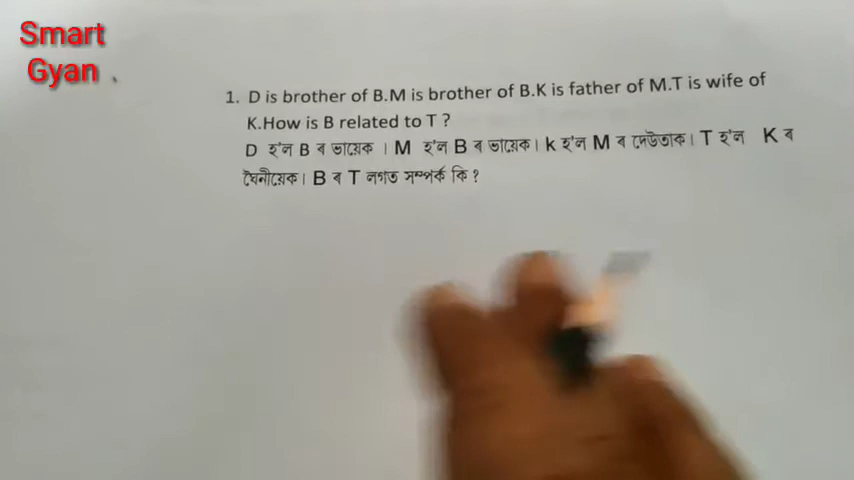 Smart
Gyan
1. D is brother of B.M is brother of B.K is father of M.T is wife of
K.How is B related to T ?
D হ'ল B ৰ ভায়েক । M হ'ল B ৰ ভায়েক। k হ'ল M ৰ দেউতাক। T হ'ল K ৰ
ঘৈনীয়েক। B ৰ T লগত সম্পৰ্ক কি ?